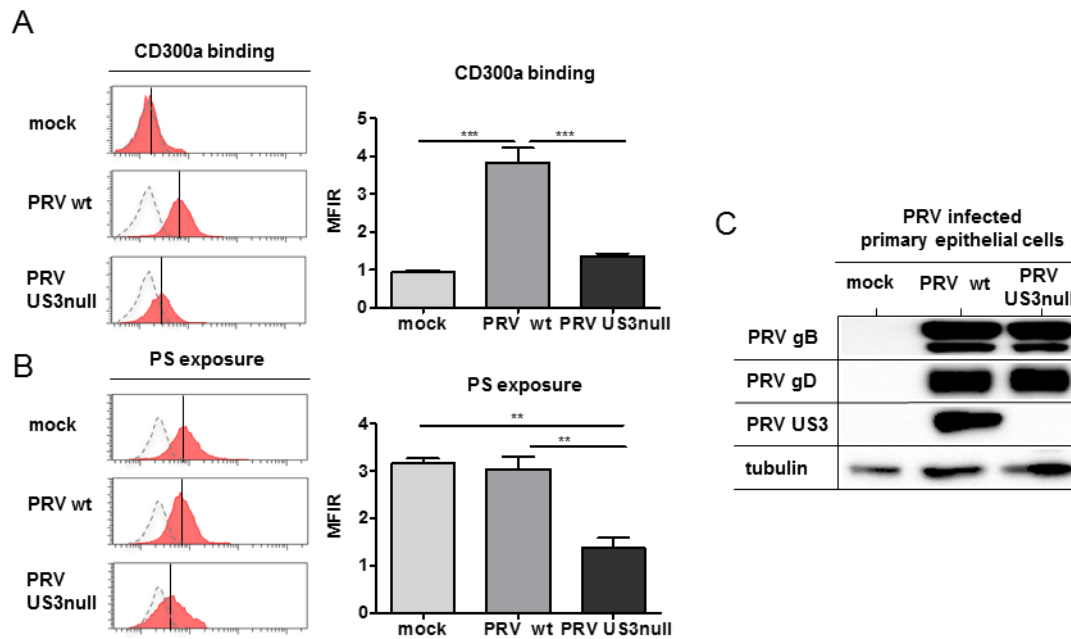 A
CD300a binding
mock
PRV wt
PRV
US3null
CD300a binding
***
***
MFIR
5
4
3
2
1
0
mock
PRV wt
PRV US3null
B
PS exposure
mock
PRV wt
PRV
US3null
PS exposure
**
**
MFIR
4
3
2
1
0
mock
PRV wt
PRV US3null
C
PRV infected
primary epithelial cells
mock
PRV wt
PRV
US3null
PRV gB
PRV gD
PRV US3
tubulin